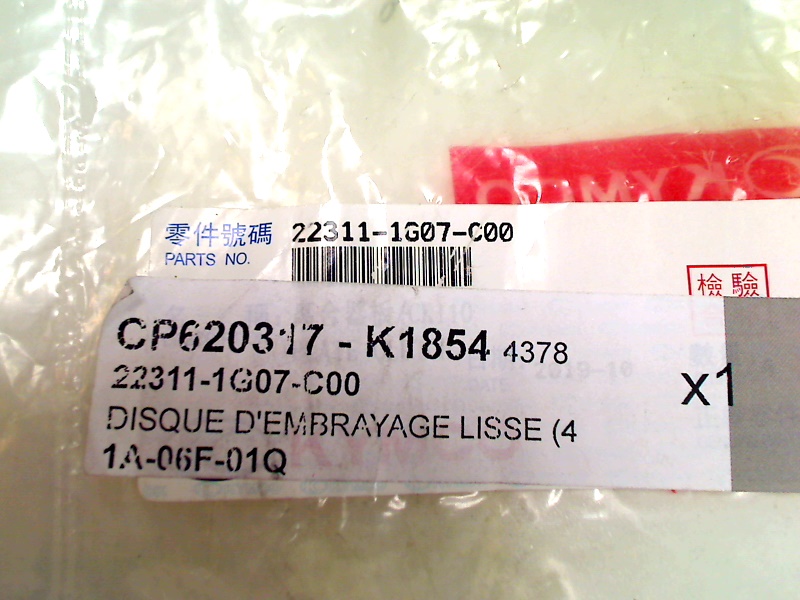 KYMCO
零件號碼 22311-1G07-C00
PARTS NO.
檢驗
CP620317 - K1854 4378
22311-1G07-C00
x1
DISQUE D'EMBRAYAGE LISSE (4
1A-06F-01Q